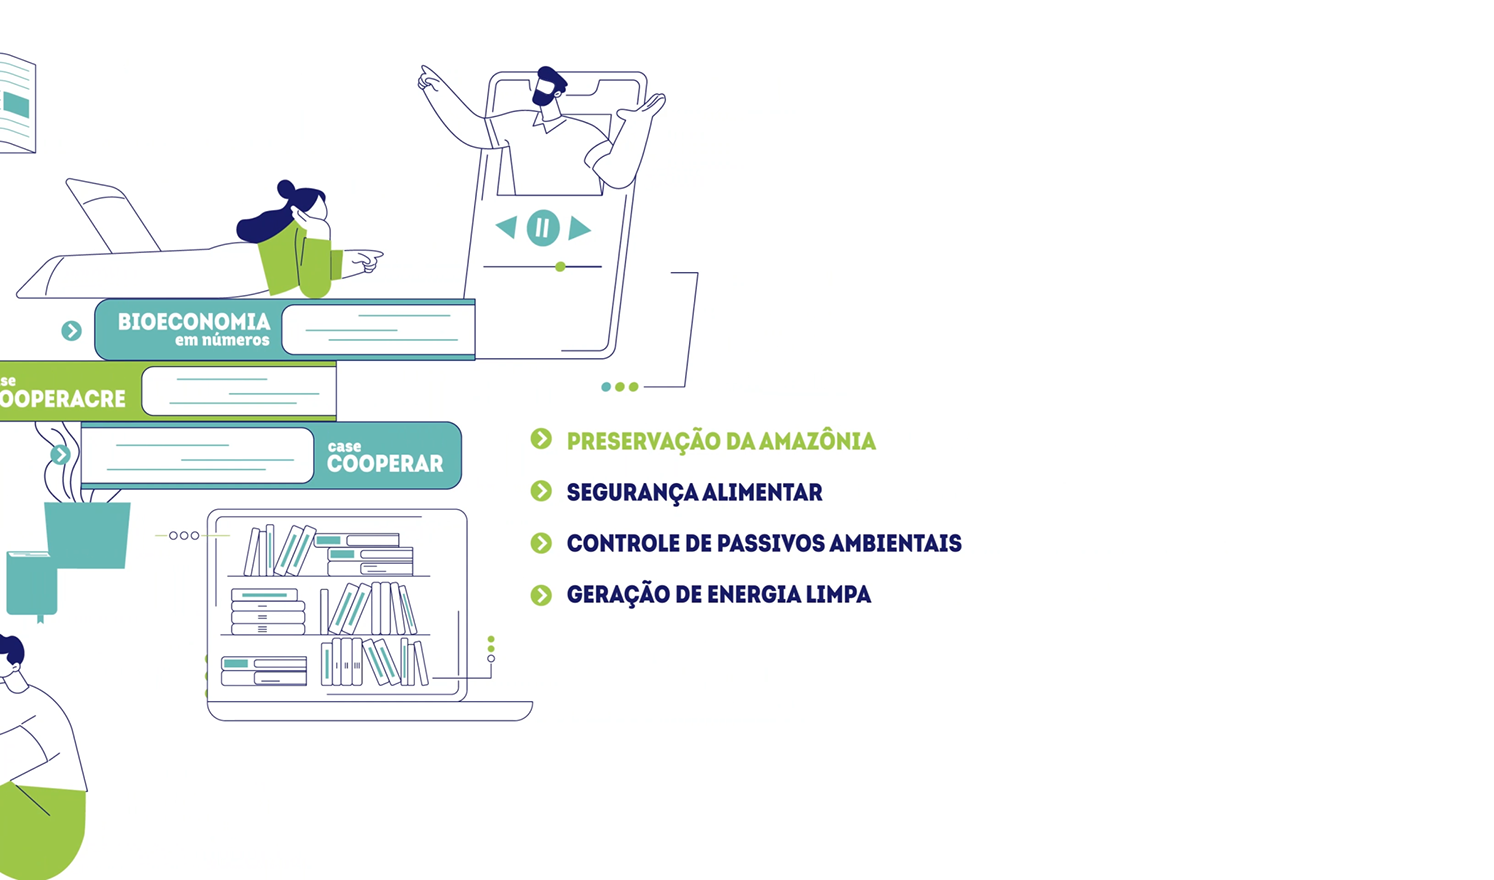 BIOECONOMIA
em números
se
OOPERACRE
case
COOPERAR
PRESERVAÇÃO DA AMAZÔNIA
SEGURANÇA ALIMENTAR
CONTROLE DE PASSIVOS AMBIENTAIS
GERAÇÃO DE ENERGIA LIMPA